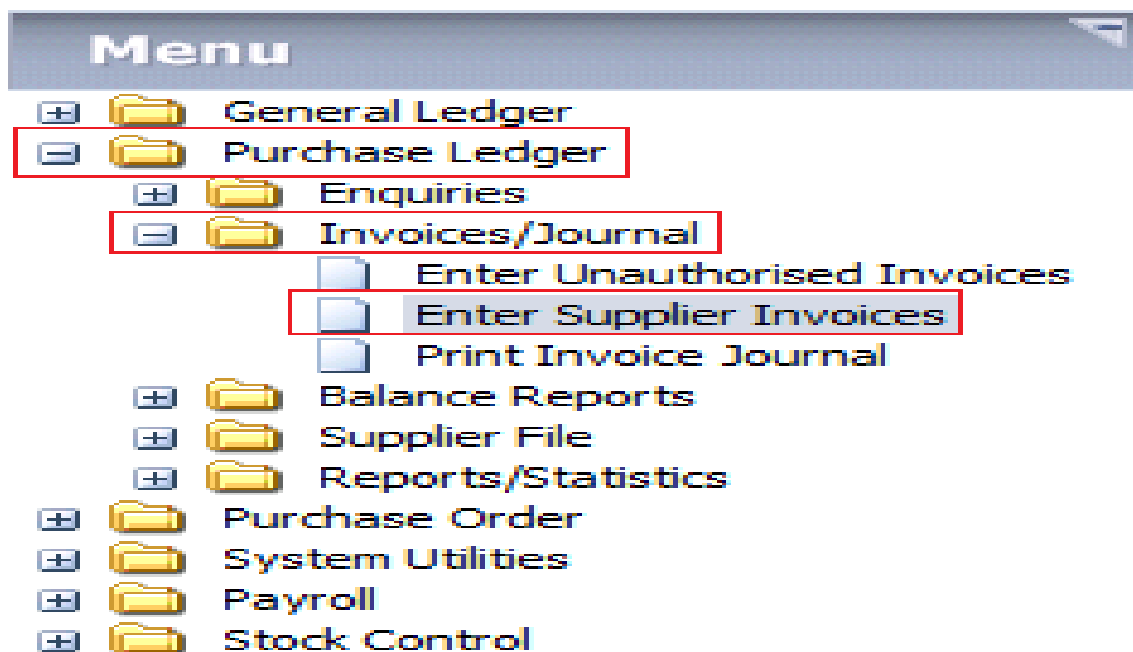 Menu
General Ledger
Purchase Ledger
Enquiries
Invoices/Journal
Enter Unauthorised Invoices
Enter Supplier Invoices
Print Invoice Journal
Balance Reports
Supplier File
Reports/Statistics
Purchase Order
System Utilities
Payroll
Stock Control